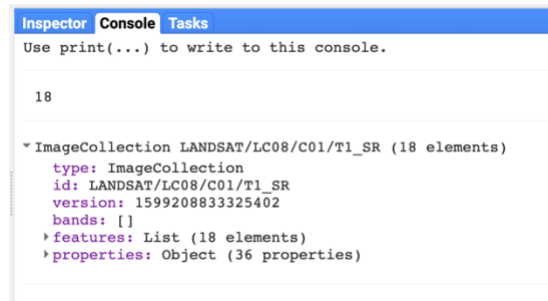 Inspector Console Tasks
Use print(...) to write to this console.
18
ImageCollection LANDSAT/LC08/C01/T1_SR (18 elements)
type: ImageCollection
id: LANDSAT/LC08/C01/T1_SR
version: 1599208833325402
bands: []
features: List (18 elements)
properties: Object (36 properties)